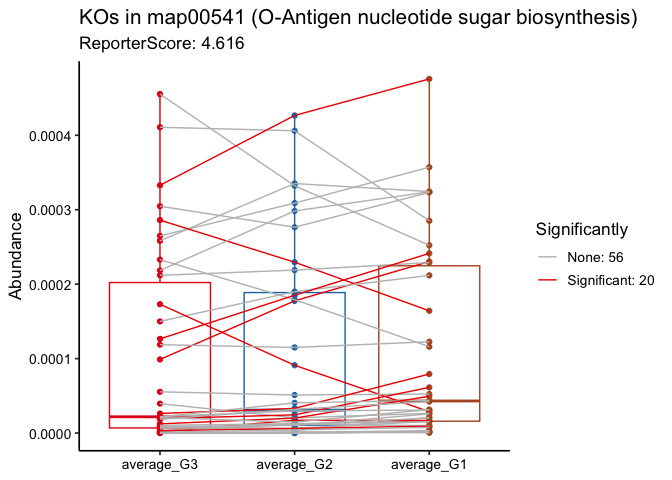 KOs in map00541 (O-Antigen nucleotide sugar biosynthesis)
ReporterScore: 4.616
Abundance
0.0004
0.0003
0.0002
0.0001
0.0000
average_G3
average_G2
average_G1
Significantly
None: 56
Significant: 20